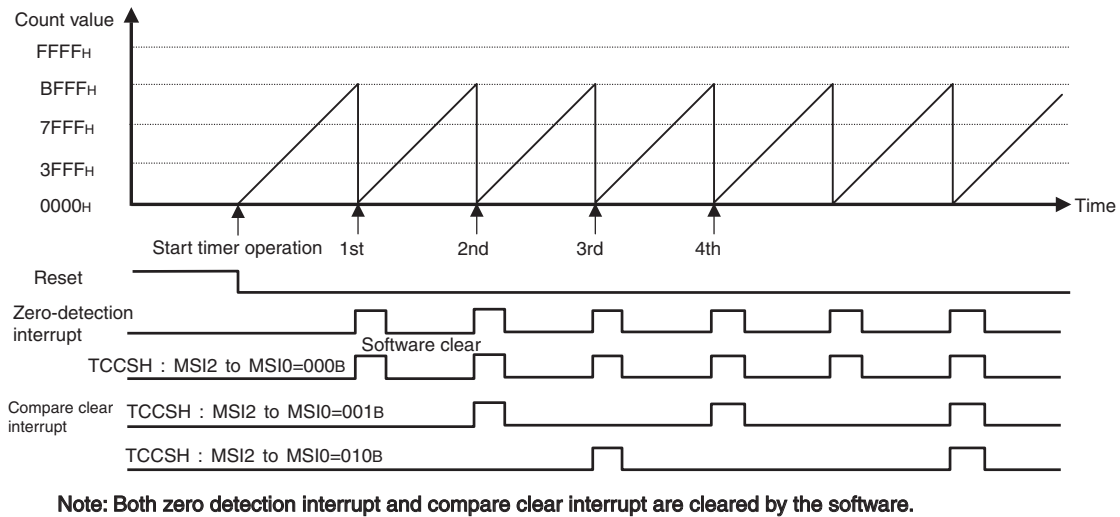 Count value
FFFFH
BFFFH
7FFFH
3FFFH
0000H
Time
Start timer operation 1st 2nd 3rd 4th
Reset
Zero-detection
interrupt
Software clear
TCCSH : MSI2 to MSI0=000B
Compare clear
interrupt
TCCSH : MSI2 to MSI0=001B
TCCSH : MSI2 to MSI0=010B
Note: Both zero detection interrupt and compare clear interrupt are cleared by the software.